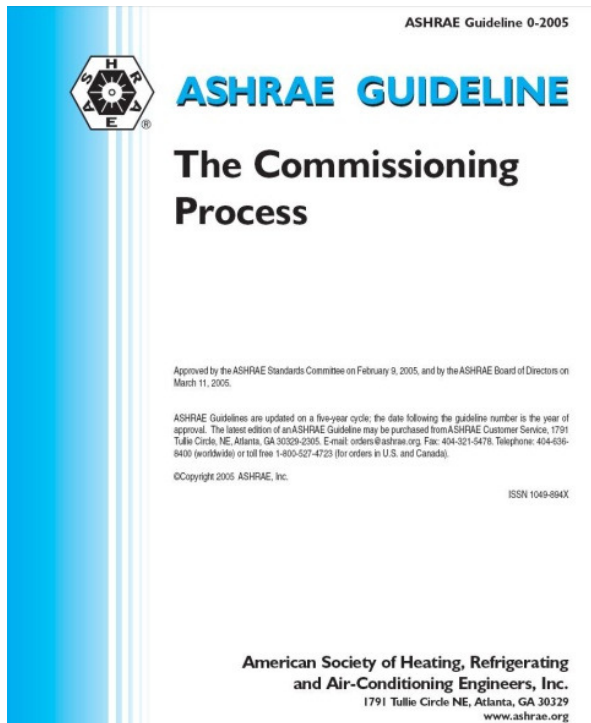 ASHRAE Guideline 0-2005
ASHRAE
®
ASHRAE GUIDELINE
The Commissioning
Process
Approved by the ASHRAE Standards Committee on February 9, 2005, and by the ASHRAE Board of Directors on
March 11, 2005.
ASHRAE Guidelines are updated on a five-year cycle; the date following the guideline number is the year of
approval. The latest edition of an ASHRAE Guideline may be purchased from ASHRAE Customer Service, 1791
Tullie Circle, NE, Atlanta, GA 30329-2305. E-mail: orders@ashrae.org. Fax: 404-321-5478. Telephone: 404-636-
8400 (worldwide) or toll free 1-800-527-4723 (for orders in U.S. and Canada).
©Copyright 2005 ASHRAE, Inc.
ISSN 1049-894X
American Society of Heating, Refrigerating
and Air-Conditioning Engineers, Inc.
1791 Tullie Circle NE, Atlanta, GA 30329
www.ashrae.org